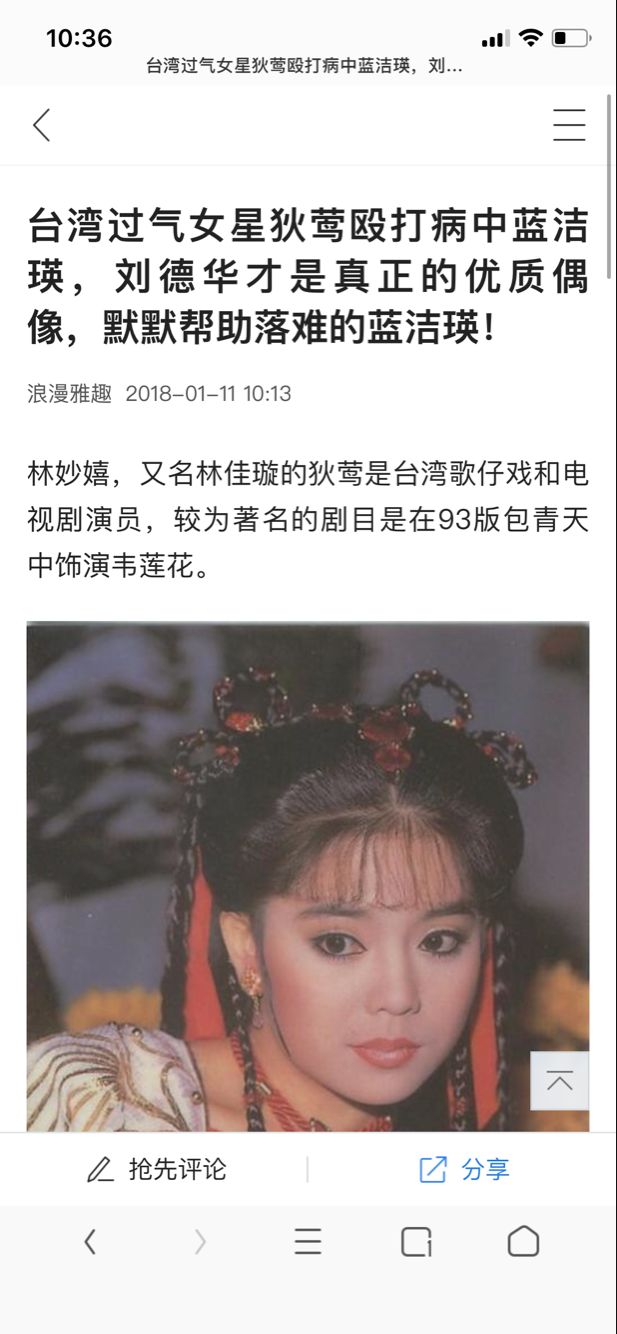 10:36
台湾过气女星狄莺殴打病中蓝洁瑛，刘...
台湾过气女星狄莺殴打病中蓝洁
瑛，刘德华才是真正的优质偶
像，默默帮助落难的蓝洁瑛！
浪漫雅趣 2018-01-11 10:13
林妙嬉，又名林佳璇的狄莺是台湾歌仔戏和电
视剧演员，较为著名的剧目是在93版包青天
中饰演韦莲花。
抢先评论
分享
1